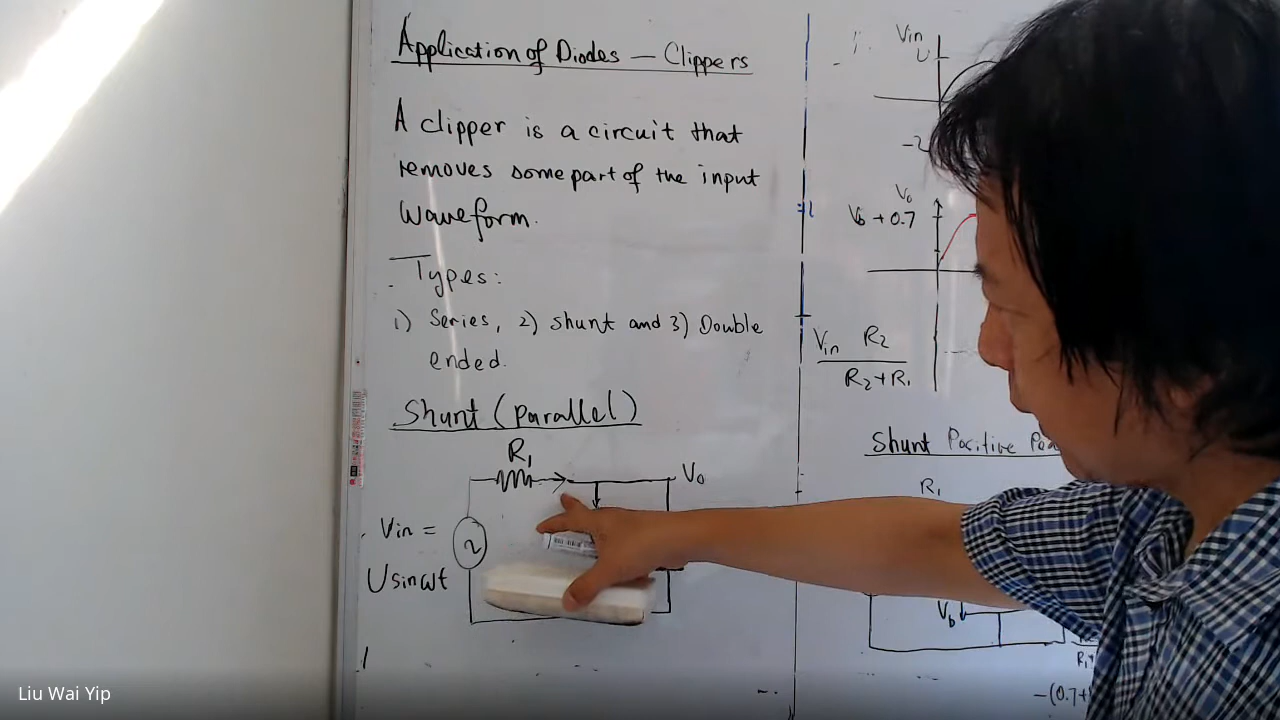 Application of Diodes — Clippers
A clipper is a circuit that
removes some part of the input
waveform.
Types:
1) Series, 2) shunt and 3) Double
ended.
Shunt (parallel)
R1
Vo
Vin =
Usinωt
Vin
U
-2
Vo
Vb + 0.7
Vin R2
R2+R1
Shunt Positive
R1
Vb
-(0.7+
Liu Wai Yip